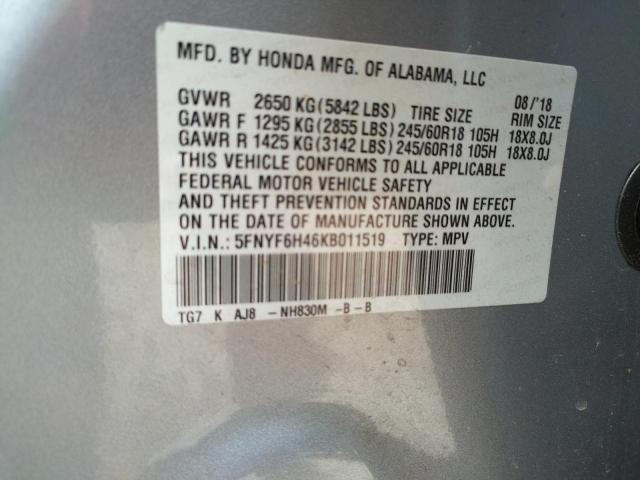 MFD. BY HONDA MFG. OF ALABAMA, LLC
08/'18
GVWR 2650 KG(5842 LBS) TIRE SIZE RIM SIZE
GAWR F 1295 KG(2855 LBS) 245/60R18 105H 18X8.0J
GAWR R 1425 KG(3142 LBS) 245/60R18 105H 18X8.0J
THIS VEHICLE CONFORMS TO ALL APPLICABLE
FEDERAL MOTOR VEHICLE SAFETY
AND THEFT PREVENTION STANDARDS IN EFFECT
ON THE DATE OF MANUFACTURE SHOWN ABOVE.
V.I.N.: 5FNYF6H46KB011519 TYPE: MPV
TG7 K AJ8 -NH830M -B-B